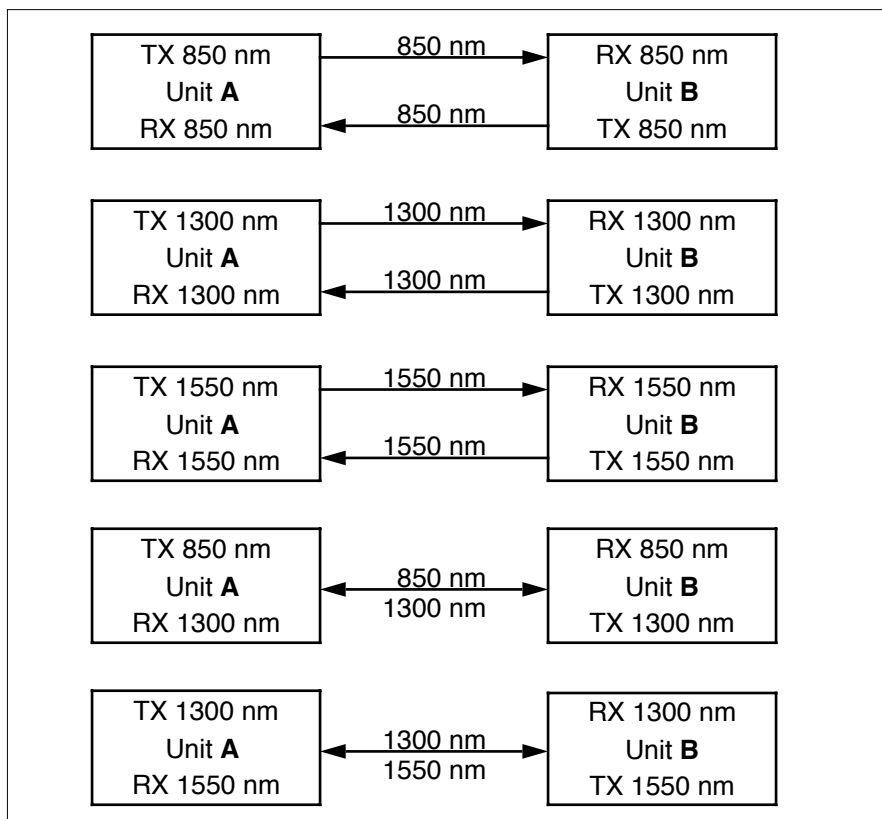 TX 850 nm
Unit A
RX 850 nm
850 nm
850 nm
RX 850 nm
Unit B
TX 850 nm
TX 1300 nm
Unit A
RX 1300 nm
1300 nm
1300 nm
RX 1300 nm
Unit B
TX 1300 nm
TX 1550 nm
Unit A
RX 1550 nm
1550 nm
1550 nm
RX 1550 nm
Unit B
TX 1550 nm
TX 850 nm
Unit A
RX 1300 nm
850 nm
1300 nm
RX 850 nm
Unit B
TX 1300 nm
TX 1300 nm
Unit A
RX 1550 nm
1300 nm
1550 nm
RX 1300 nm
Unit B
TX 1550 nm